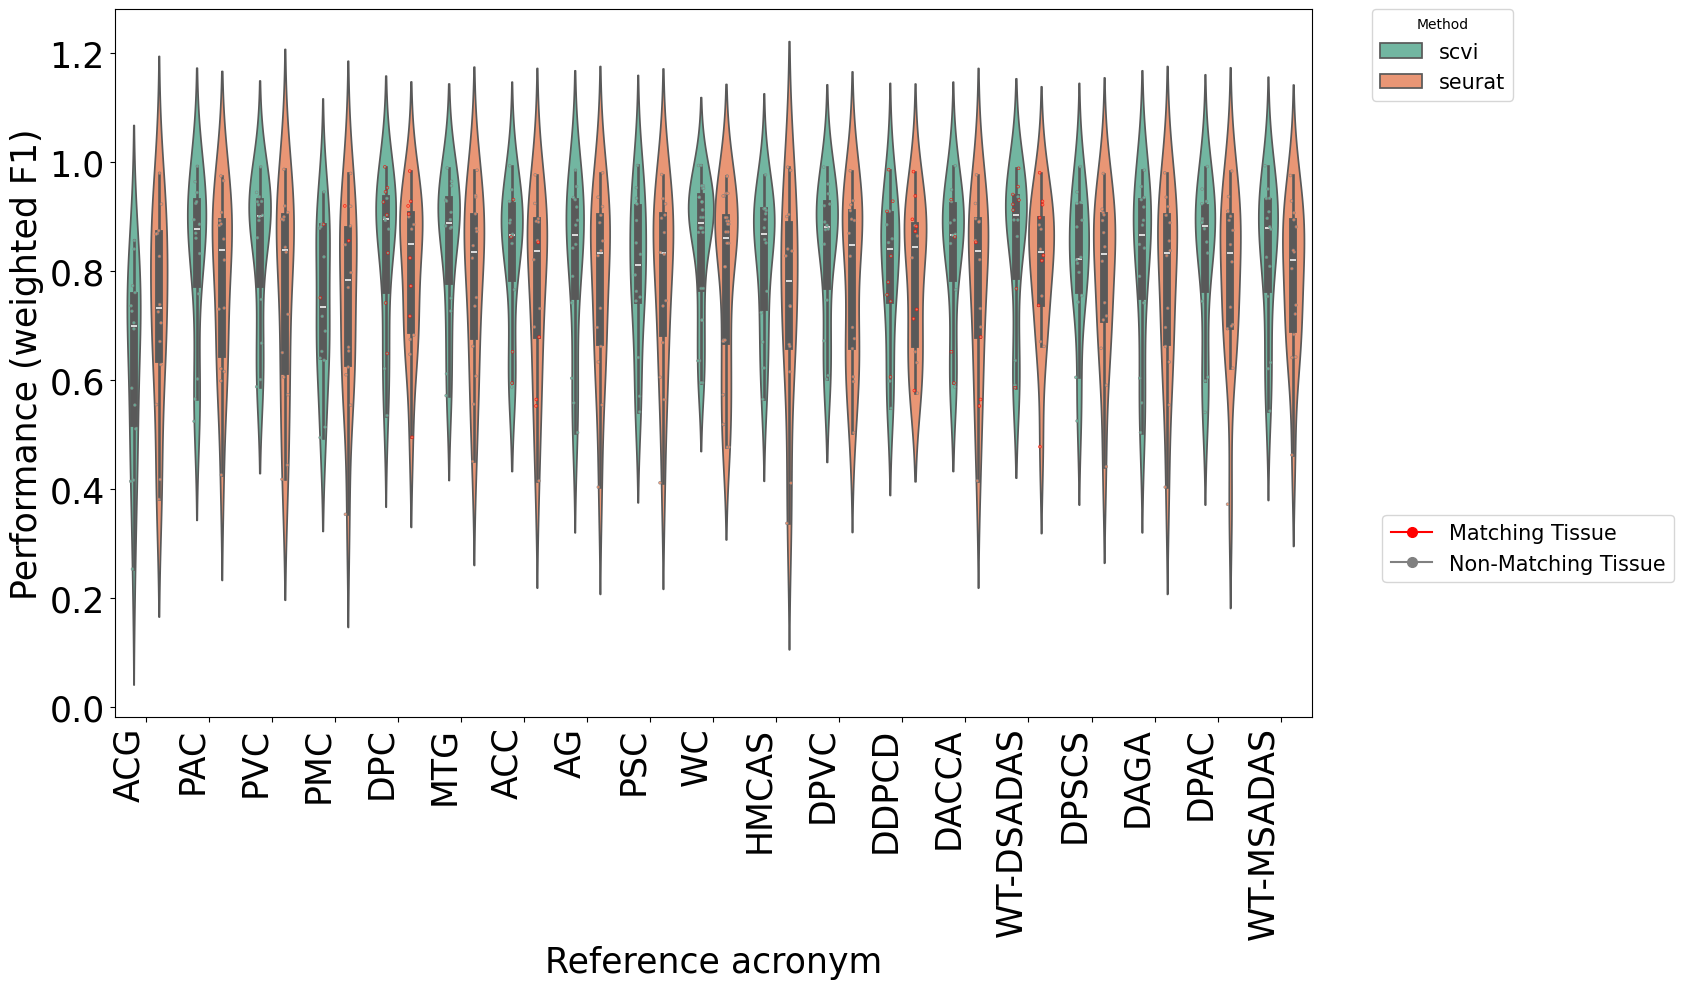 Performance (weighted F1)
1.2
1.0
0.8
0.6
0.4
0.2
0.0
ACG
PAC
PVC
PMC
DPC
MTG
ACC
AG
PSC
WC
HMCAS
DPVC
DDPCD
DACCA
WT-DSADAS
DPSCS
DAGA
DPAC
WT-MSADAS
Reference acronym
Method
scvi
seurat
Matching Tissue
Non-Matching Tissue